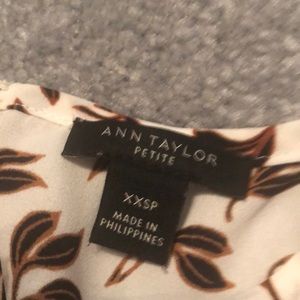 ANN TAYLOR
PETITE
XXSP
MADE IN
PHILIPPINES